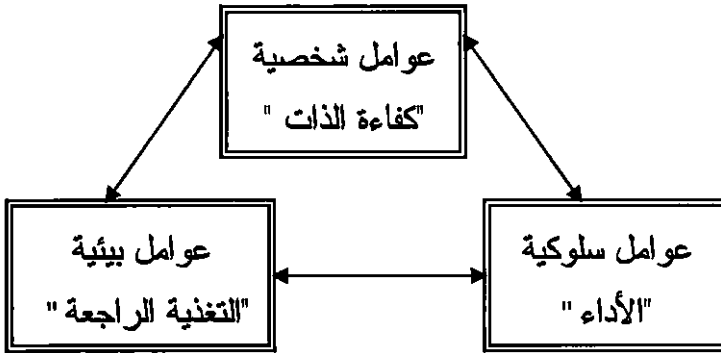 عوامل شخصية
"كفاءة الذات "
عوامل بيئية
"التغذية الراجعة "
عوامل سلوكية
"الأداء "